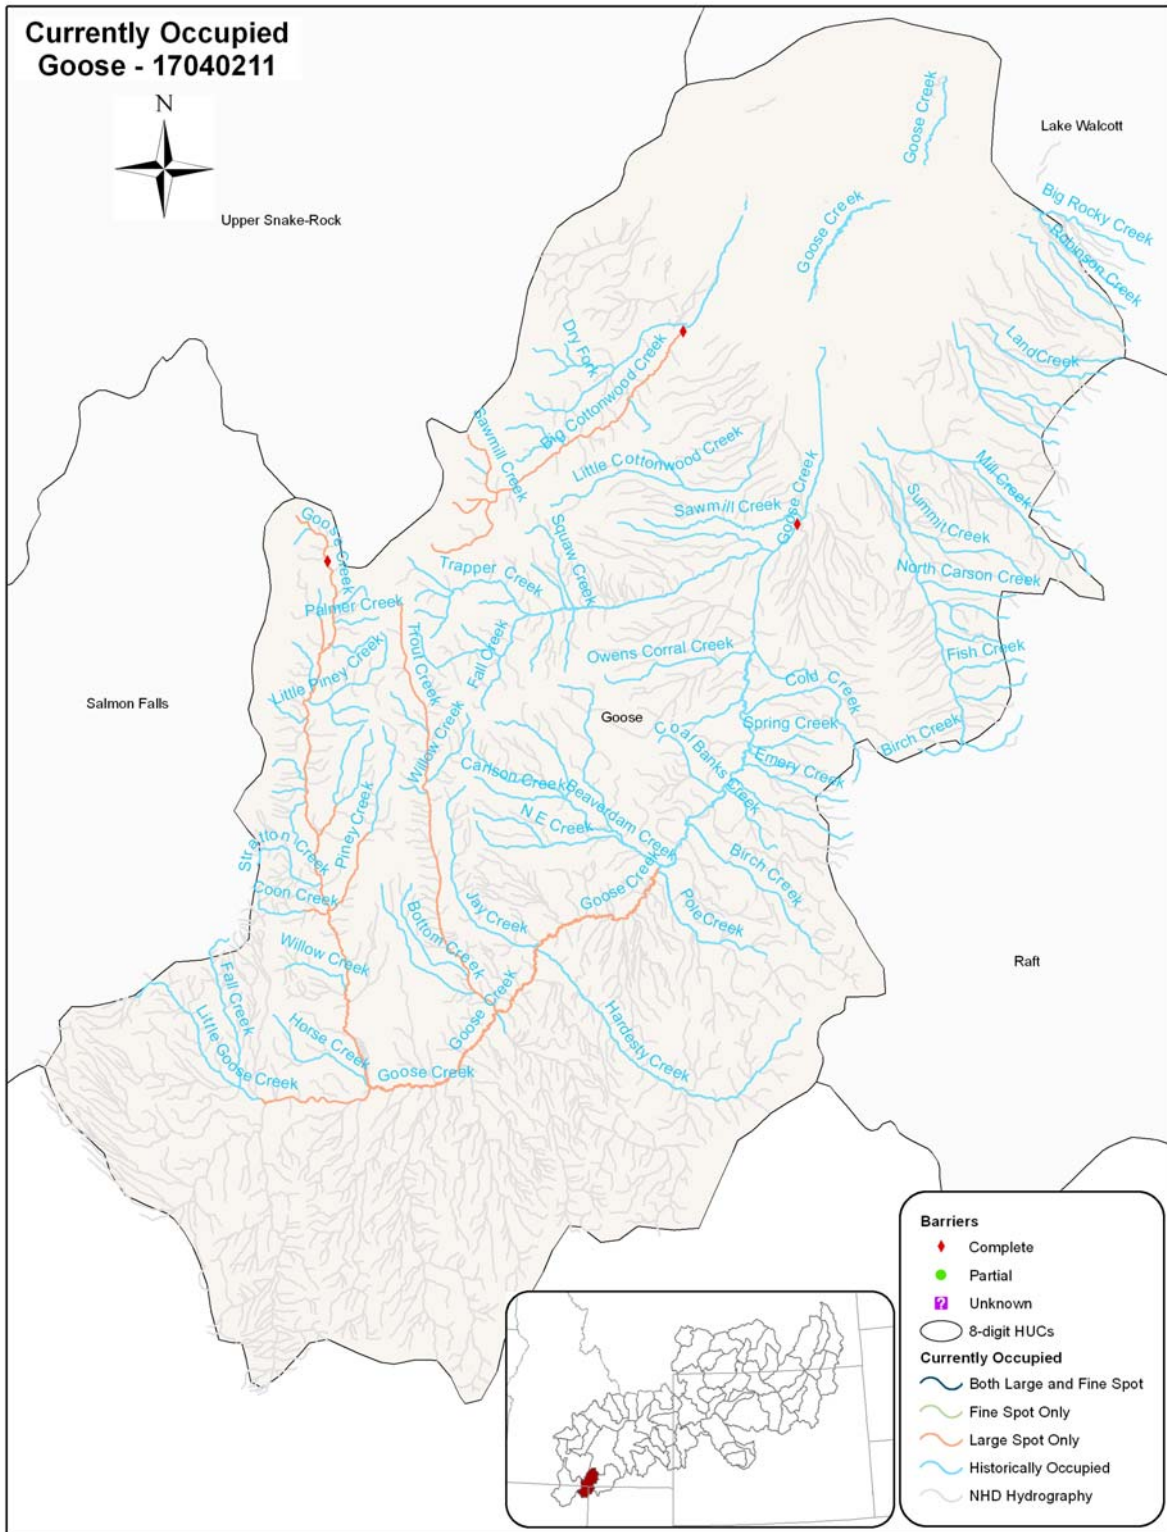 Currently Occupied
Goose - 17040211
N
Upper Snake-Rock
Lake Walcott
Goose Creek
Big Rocky Creek
Robinson Creek
Goose Creek
Land Creek
Dry Fork
Big Cottonwood Creek
Sawmill Creek
Little Cottonwood Creek
Mill Creek
Goose Creek
Sawmill Creek
Summit Creek
Goose Creek
Squaw Creek
Trapper Creek
North Carson Creek
Palmer Creek
Trout Creek
Fall Creek
Owens Corral Creek
Fish Creek
Little Piney Creek
Cold Creek
Salmon Falls
Goose
Spring Creek
Birch Creek
Coal Banks Creek
Willow Creek
Emery Creek
Carlson Creek
Beaverdam Creek
N E Creek
Piney Creek
Stretton Creek
Birch Creek
Coon Creek
Goose Creek
Pole Creek
Jay Creek
Bottom Creek
Willow Creek
Raft
Fall Creek
Goose Creek
Little Goose Creek
Horse Creek
Hardesty Creek
Goose Creek
Barriers
Complete
Partial
? Unknown
8-digit HUCs
Currently Occupied
Both Large and Fine Spot
Fine Spot Only
Large Spot Only
Historically Occupied
NHD Hydrography